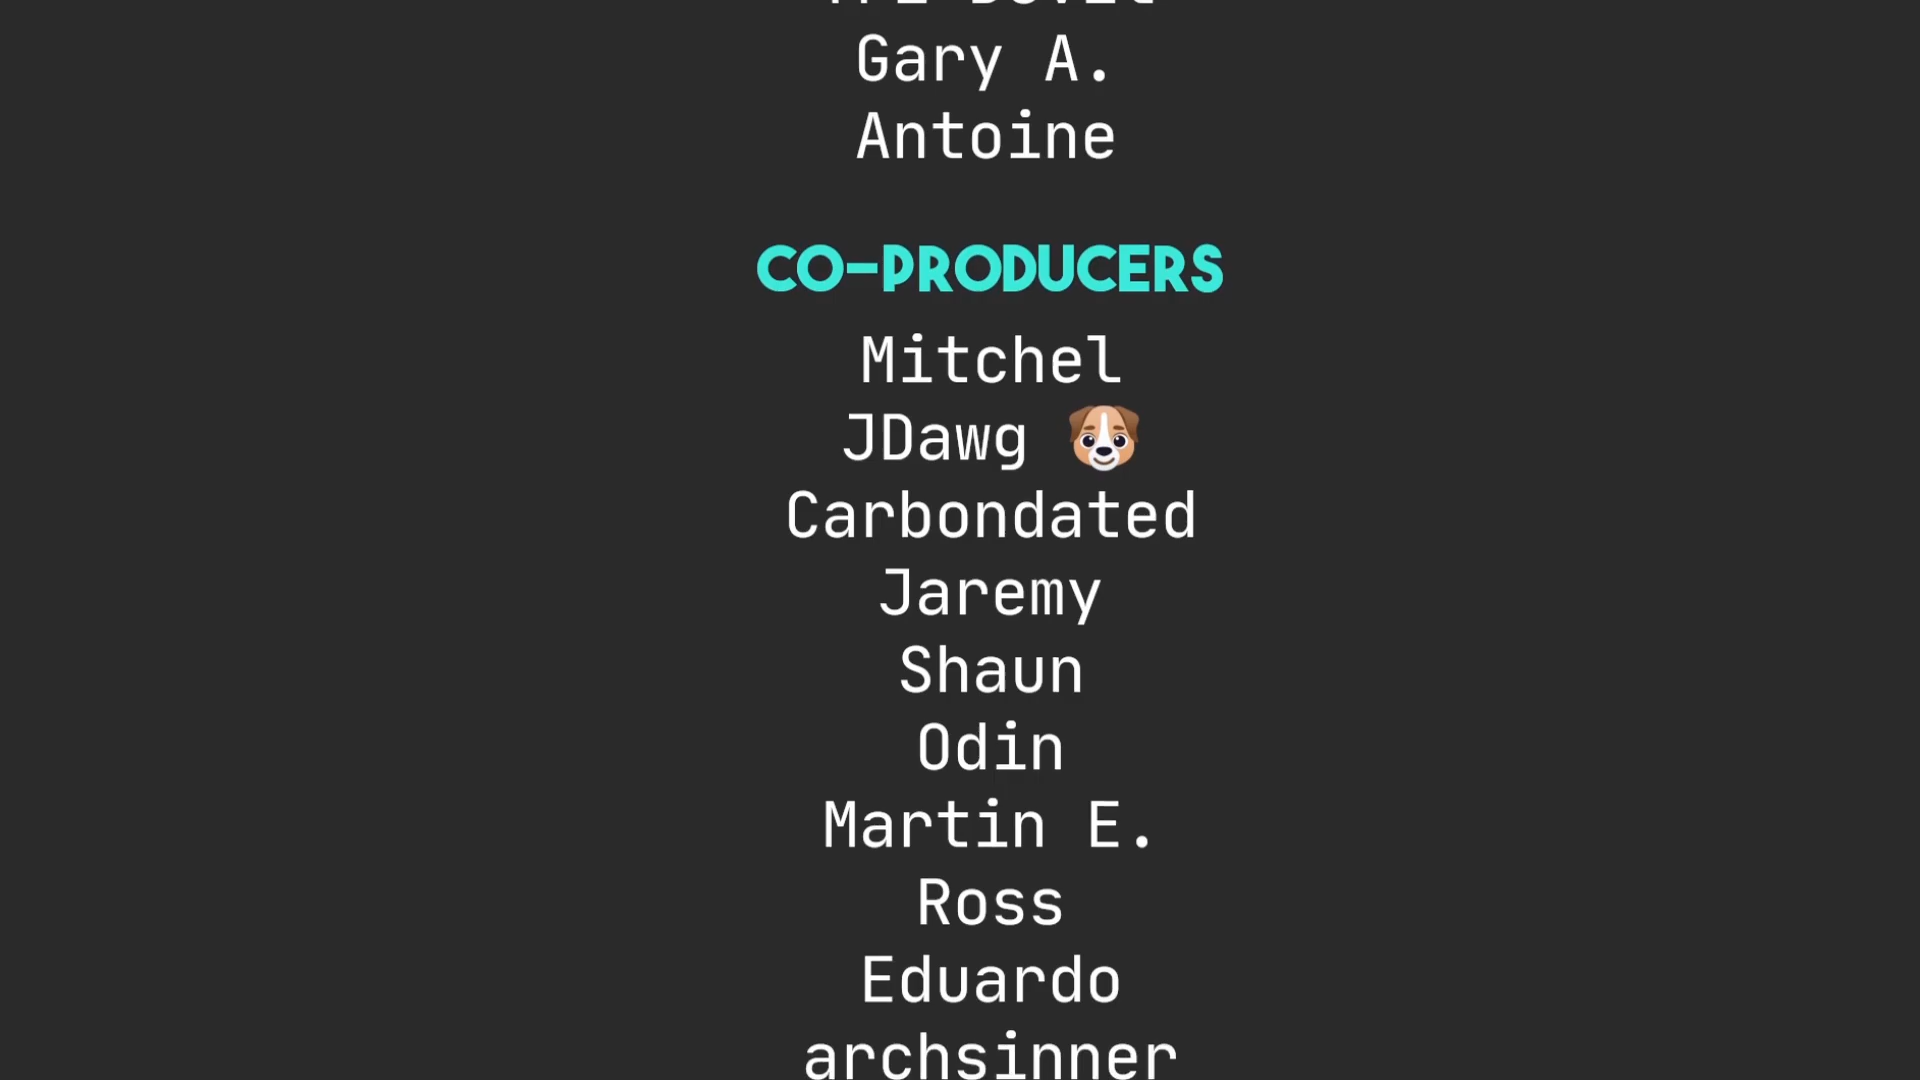 Gary A.
Antoine
CO-PRODUCERS
Mitchel
JDawg 🐶
Carbondated
Jaremy
Shaun
Odin
Martin E.
Ross
Eduardo
archsinner